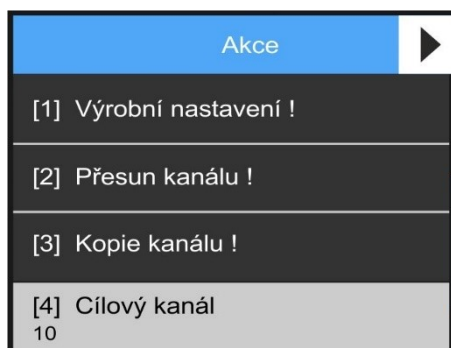 Akce
[1] Výrobní nastavení !
[2] Přesun kanálu !
[3] Kopie kanálu !
[4] Cílový kanál
10